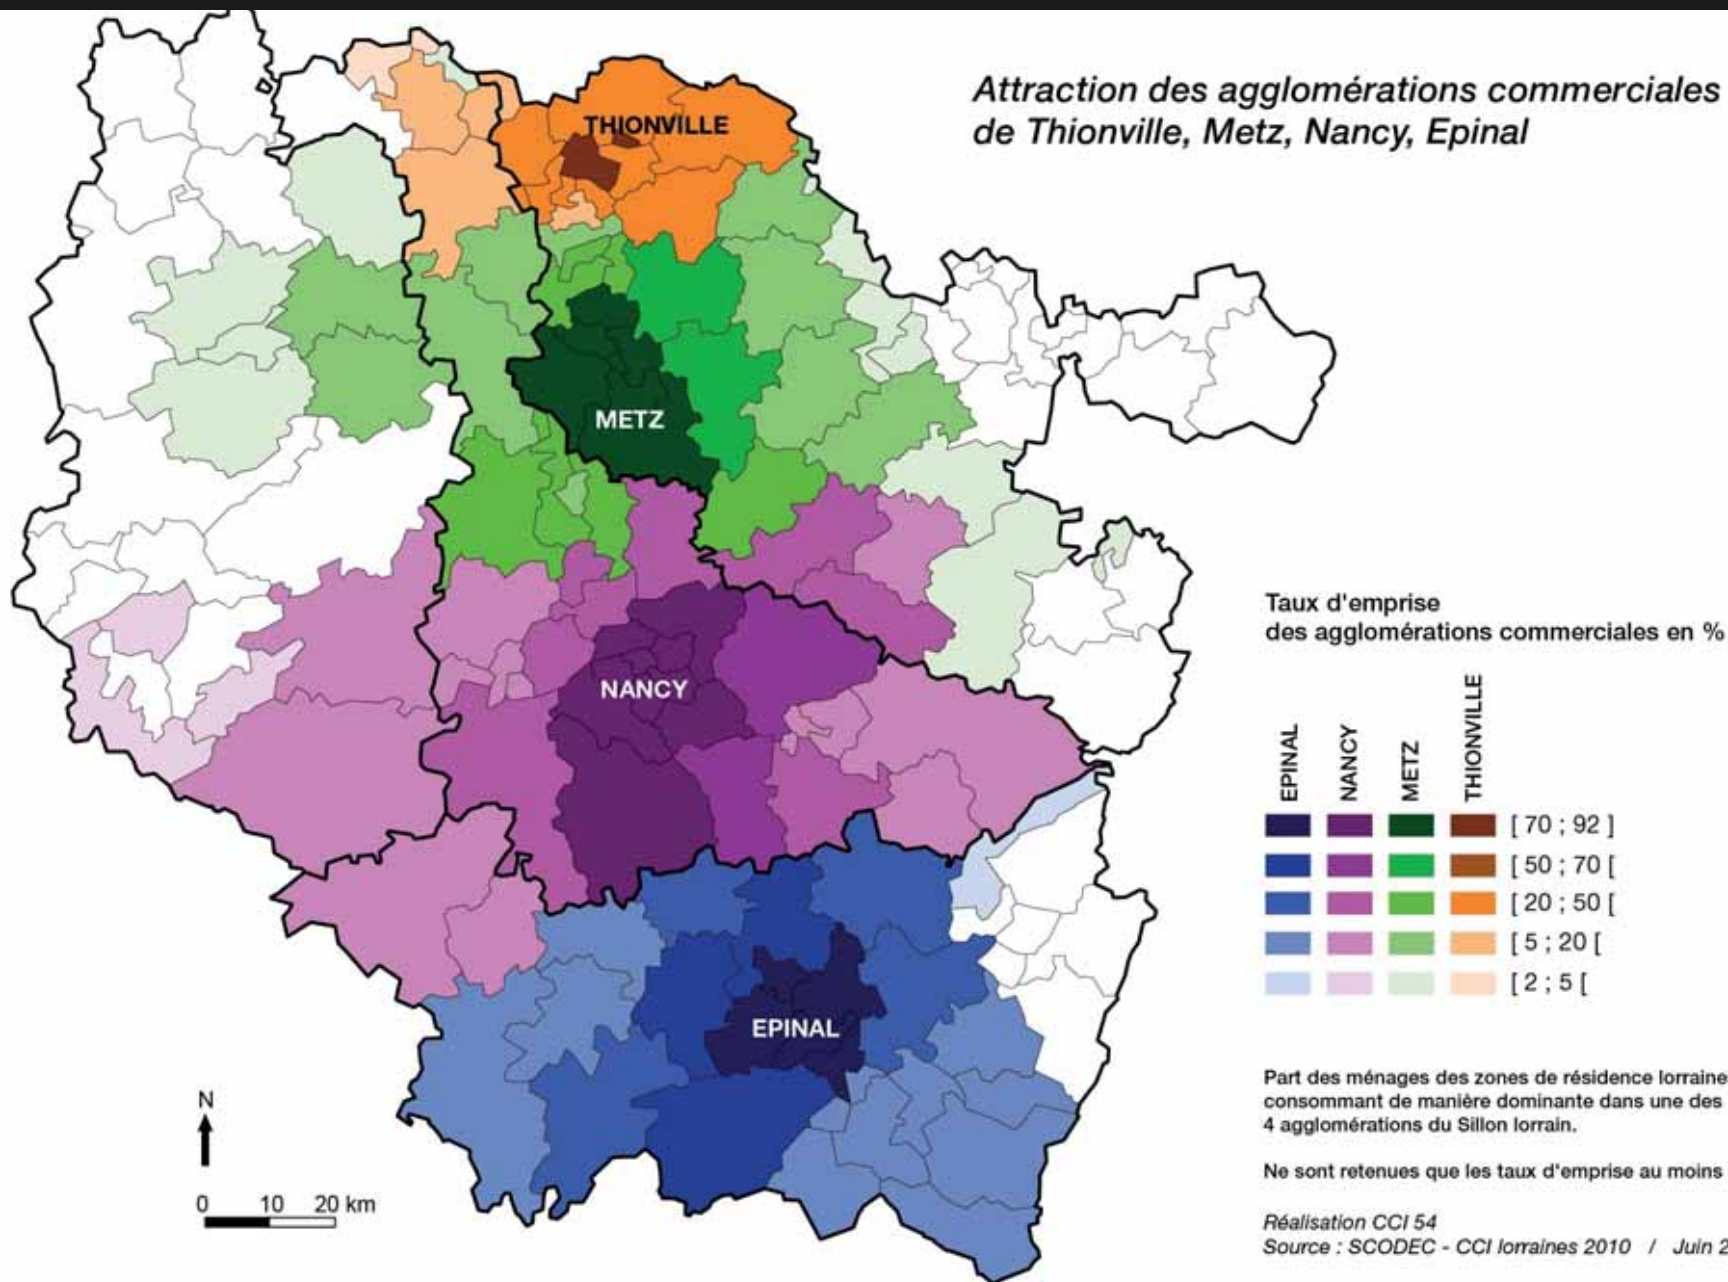 Attraction des agglomérations commerciales
de Thionville, Metz, Nancy, Epinal
THIONVILLE
METZ
NANCY
EPINAL
Taux d'emprise
des agglomérations commerciales en %
EPINAL
NANCY
METZ
THIONVILLE
[ 70 ; 92 ]
[ 50 ; 70 [
[ 20 ; 50 [
[ 5 ; 20 [
[ 2 ; 5 [
Part des ménages des zones de résidence lorraine
consommant de manière dominante dans une des
4 agglomérations du Sillon lorrain.
Ne sont retenues que les taux d'emprise au moins
Réalisation CCI 54
Source : SCODEC - CCI lorraines 2010 / Juin 2
N
0 10 20 km